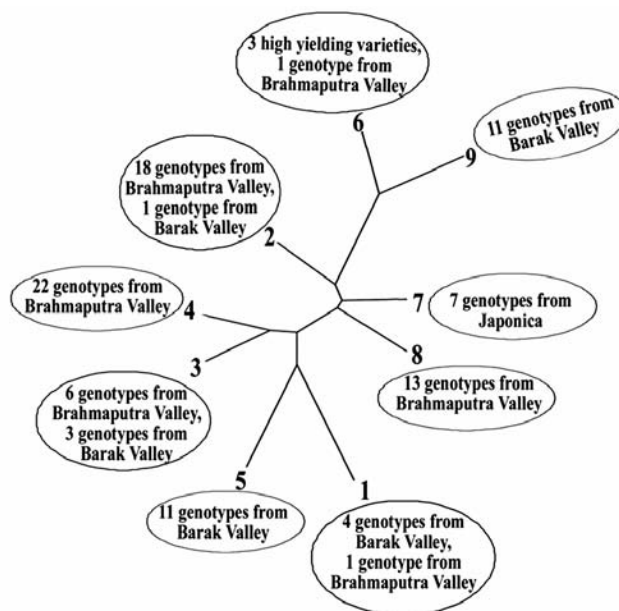 3 high yielding varieties,
1 genotype from
Brahmaputra Valley
6
11 genotypes from
Barak Valley
9
18 genotypes from
Brahmaputra Valley,
1 genotype from
Barak Valley
2
22 genotypes from
Brahmaputra Valley
4
7
7 genotypes from
Japonica
3
8
6 genotypes from
Brahmaputra Valley,
3 genotypes from
Barak Valley
13 genotypes from
Brahmaputra Valley
5
11 genotypes from
Barak Valley
1
4 genotypes from
Barak Valley,
1 genotype from
Brahmaputra Valley